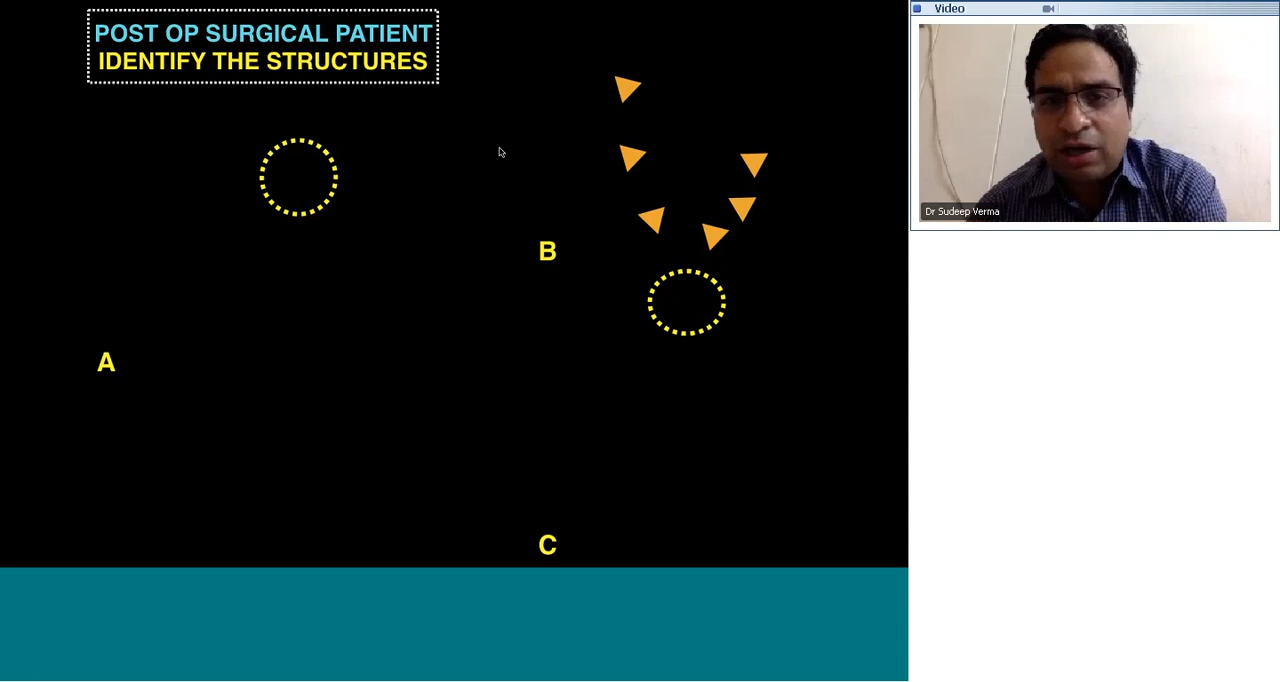 POST OP SURGICAL PATIENT
IDENTIFY THE STRUCTURES
B
A
C
Video
Dr Sudeep Verma